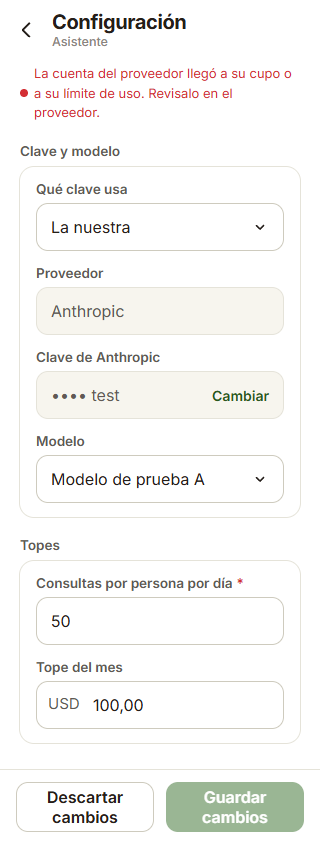 Configuración
Asistente
La cuenta del proveedor llegó a su cupo o
a su límite de uso. Revisalo en el
proveedor.
Clave y modelo
Qué clave usa
La nuestra
Proveedor
Anthropic
Clave de Anthropic
•••• test
Cambiar
Modelo
Modelo de prueba A
Topes
Consultas por persona por día *
50
Tope del mes
USD 100,00
Descartar
cambios
Guardar
cambios